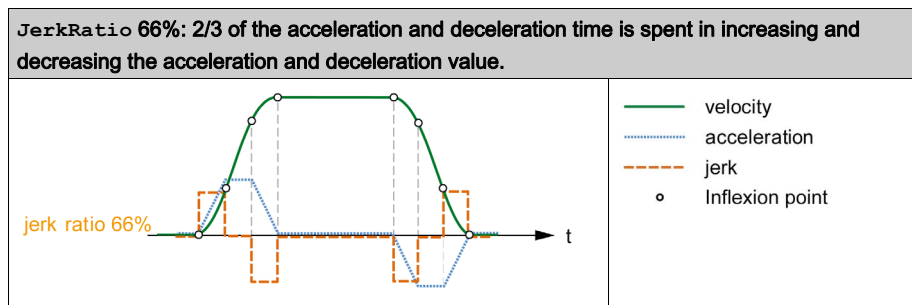 JerkRatio 66%: 2/3 of the acceleration and deceleration time is spent in increasing and
decreasing the acceleration and deceleration value.
velocity
acceleration
jerk
Inflexion point
jerk ratio 66%
t